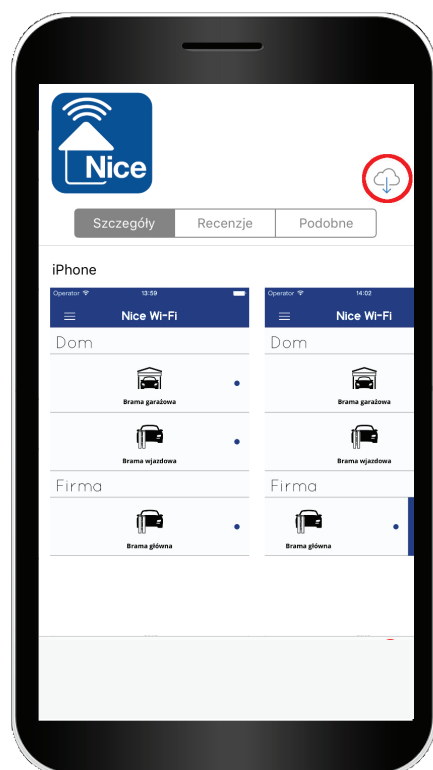 Nice
Szczegóły Recenzje Podobne
iPhone
Operator 13:59
Nice Wi-Fi
Dom
Brama garażowa
Brama wjazdowa
Firma
Brama główna
Operator 14:02
Nice Wi-Fi
Dom
Brama garażowa
Brama wjazdowa
Firma
Brama główna